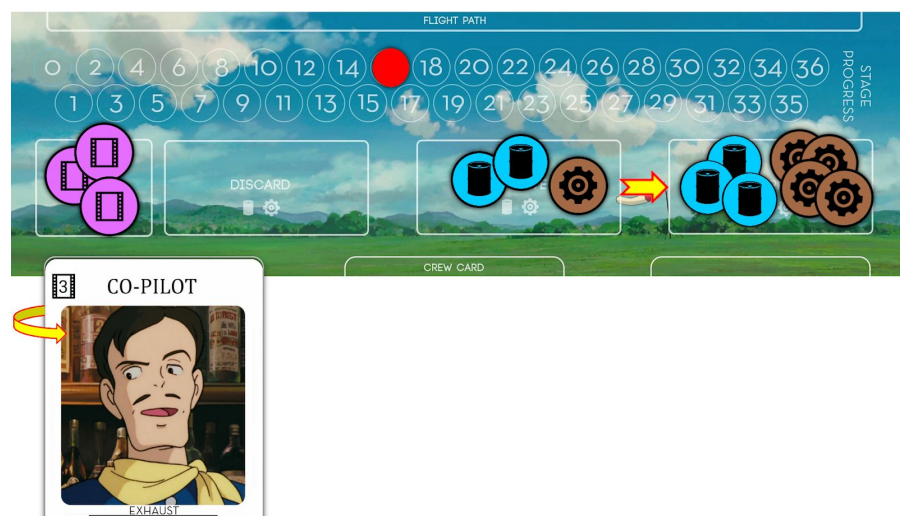 FLIGHT PATH
0 2 4 6 8 10 12 14 18 20 22 24 26 28 30 32 34 36
1 3 5 7 9 11 13 15 17 19 21 23 25 27 29 31 33 35
STAGE
PROGRESS
DISCARD
CREW CARD
3 CO-PILOT
EXHAUST